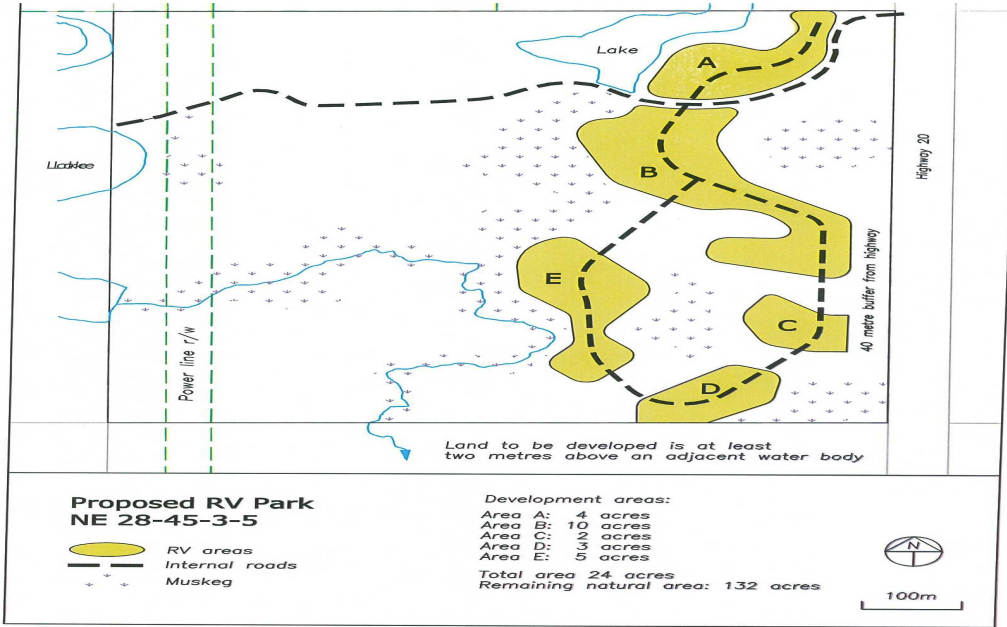 Lake
A
Highway 20
Llaklkee
B
E
40 metre buffer from highway
C
Power line r/w
D
Land to be developed is at least
two metres above an adjacent water body
Proposed RV Park
NE 28-45-3-5
RV areas
Internal roads
Muskeg
Development areas:
Area A: 4 acres
Area B: 10 acres
Area C: 2 acres
Area D: 3 acres
Area E: 5 acres
Total area 24 acres
Remaining natural area: 132 acres
N
100m